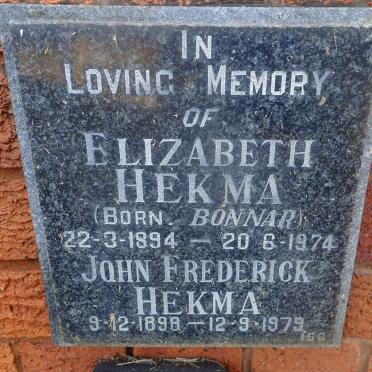 IN
LOVING MEMORY
OF
ELIZABETH
HEKMA
(BORN. BONNAR)
22-3-1894 — 20-6-1974
JOHN FREDERICK
HEKMA
9-12-1898 — 12-9-1979
156